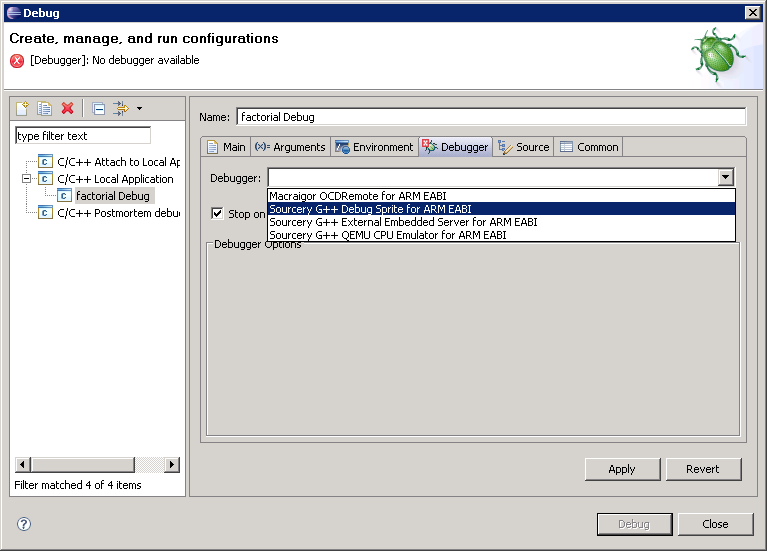 Debug
Create, manage, and run configurations
[Debugger]: No debugger available
type filter text
C/C++ Attach to Local Ap
C/C++ Local Application
factorial Debug
C/C++ Postmortem debu
Filter matched 4 of 4 items
Name: factorial Debug
Main (x)= Arguments Environment Debugger Source Common
Debugger:
Macraigor OCDRemote for ARM EABI
Sourcery G++ Debug Sprite for ARM EABI
Stop on
Sourcery G++ External Embedded Server for ARM EABI
Sourcery G++ QEMU CPU Emulator for ARM EABI
Debugger Options
Apply Revert
Debug Close